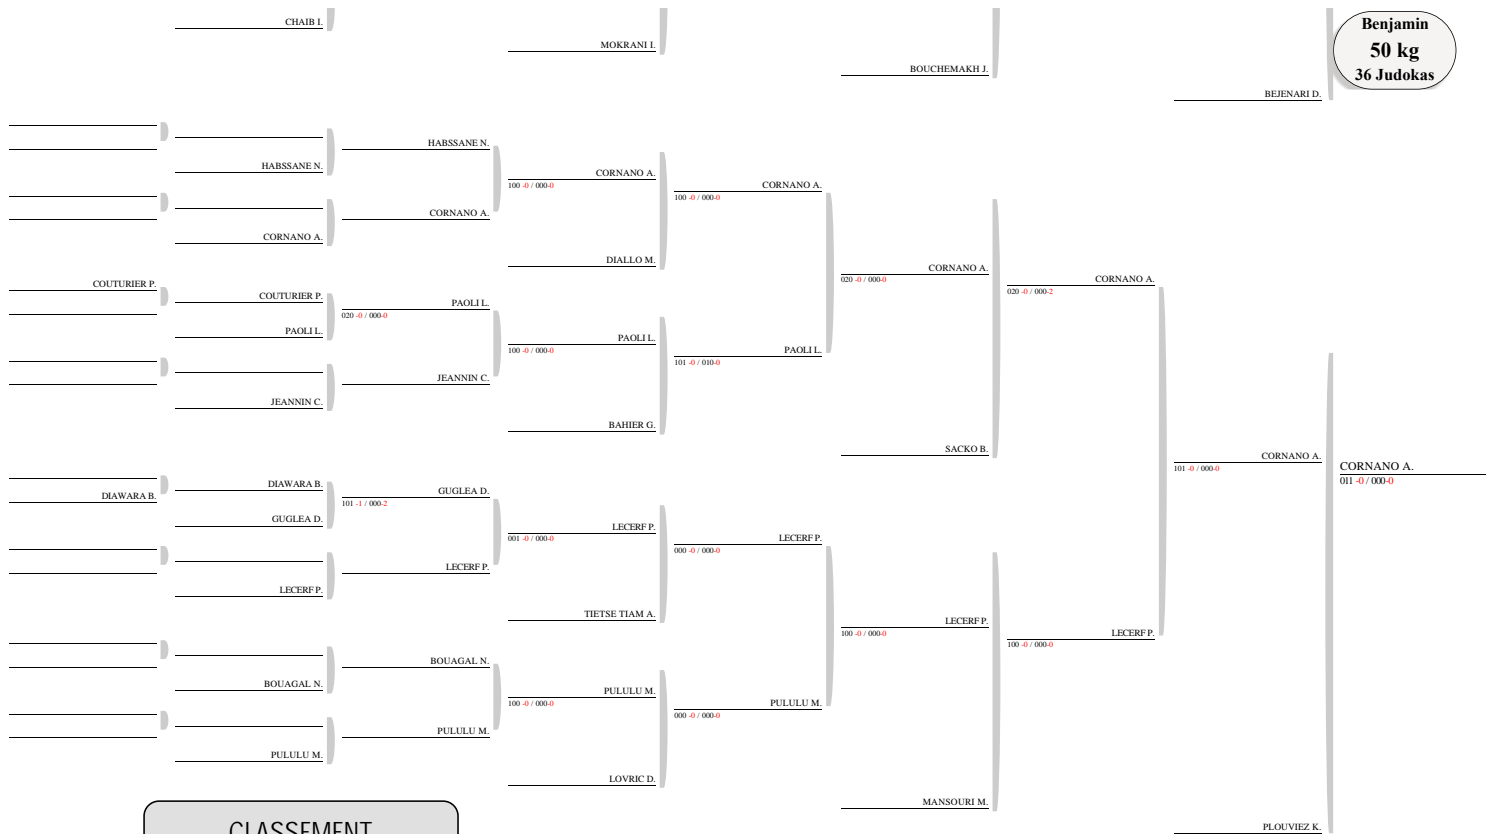 CHAIB I.
MOKRANI I.
BOUCHEMAKH J.
BEJENARI D.
Benjamin
50 kg
36 Judokas
HABSSANE N.
HABSSANE N.
CORNANO A.
100 -0 / 000-0
CORNANO A.
100 -0 / 000-0
CORNANO A.
CORNANO A.
DIALLO M.
CORNANO A.
020 -0 / 000-0
CORNANO A.
020 -0 / 000-2
COUTURIER P.
COUTURIER P.
PAOLI L.
020 -0 / 000-0
PAOLI L.
PAOLI L.
100 -0 / 000-0
PAOLI L.
101 -0 / 010-0
JEANNIN C.
JEANNIN C.
BAHIER G.
SACKO B.
CORNANO A.
101 -0 / 000-0
CORNANO A.
011 -0 / 000-0
DIAWARA B.
DIAWARA B.
GUGLEA D.
101 -1 / 000-2
GUGLEA D.
LECERF P.
001 -0 / 000-0
LECERF P.
000 -0 / 000-0
LECERF P.
LECERF P.
TIETSE TIAM A.
LECERF P.
100 -0 / 000-0
LECERF P.
100 -0 / 000-0
BOUAGAL N.
BOUAGAL N.
PULULU M.
100 -0 / 000-0
PULULU M.
000 -0 / 000-0
PULULU M.
PULULU M.
LOVRIC D.
MANSOURI M.
PLOUVIEZ K.
CLASSEMENT